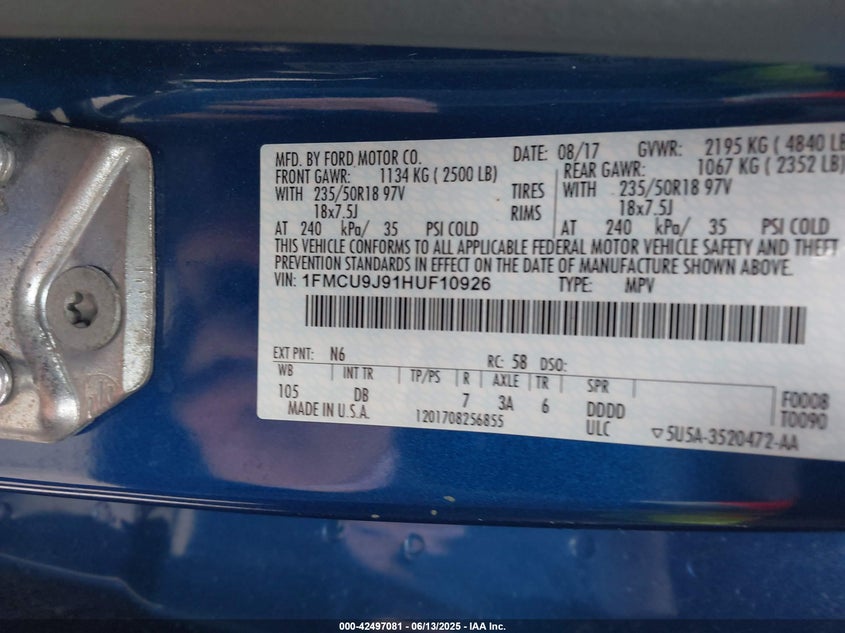 MFD. BY FORD MOTOR CO. DATE: 08/17 GVWR: 2195 KG ( 4840 LB
FRONT GAWR: 1134 KG ( 2500 LB) REAR GAWR: 1067 KG ( 2352 LB)
WITH 235/50R18 97V TIRES WITH 235/50R18 97V
18x7.5J RIMS 18x7.5J
AT 240 kPa/ 35 PSI COLD AT 240 kPa/ 35 PSI COLD
THIS VEHICLE CONFORMS TO ALL APPLICABLE FEDERAL MOTOR VEHICLE SAFETY AND THEFT
PREVENTION STANDARDS IN EFFECT ON THE DATE OF MANUFACTURE SHOWN ABOVE.
VIN: 1FMCU9J91HUF10926 TYPE: MPV
EXT PNT: N6 RC: 58 DSO:
WB INT TR TP/PS R AXLE TR SPR
105 DB 7 3A 6 DDDD F0008
MADE IN U.S.A. 1201708256855 ULC T0090
5U5A-3520472-AA
000-42497081 - 06/13/2025 - IAA Inc.